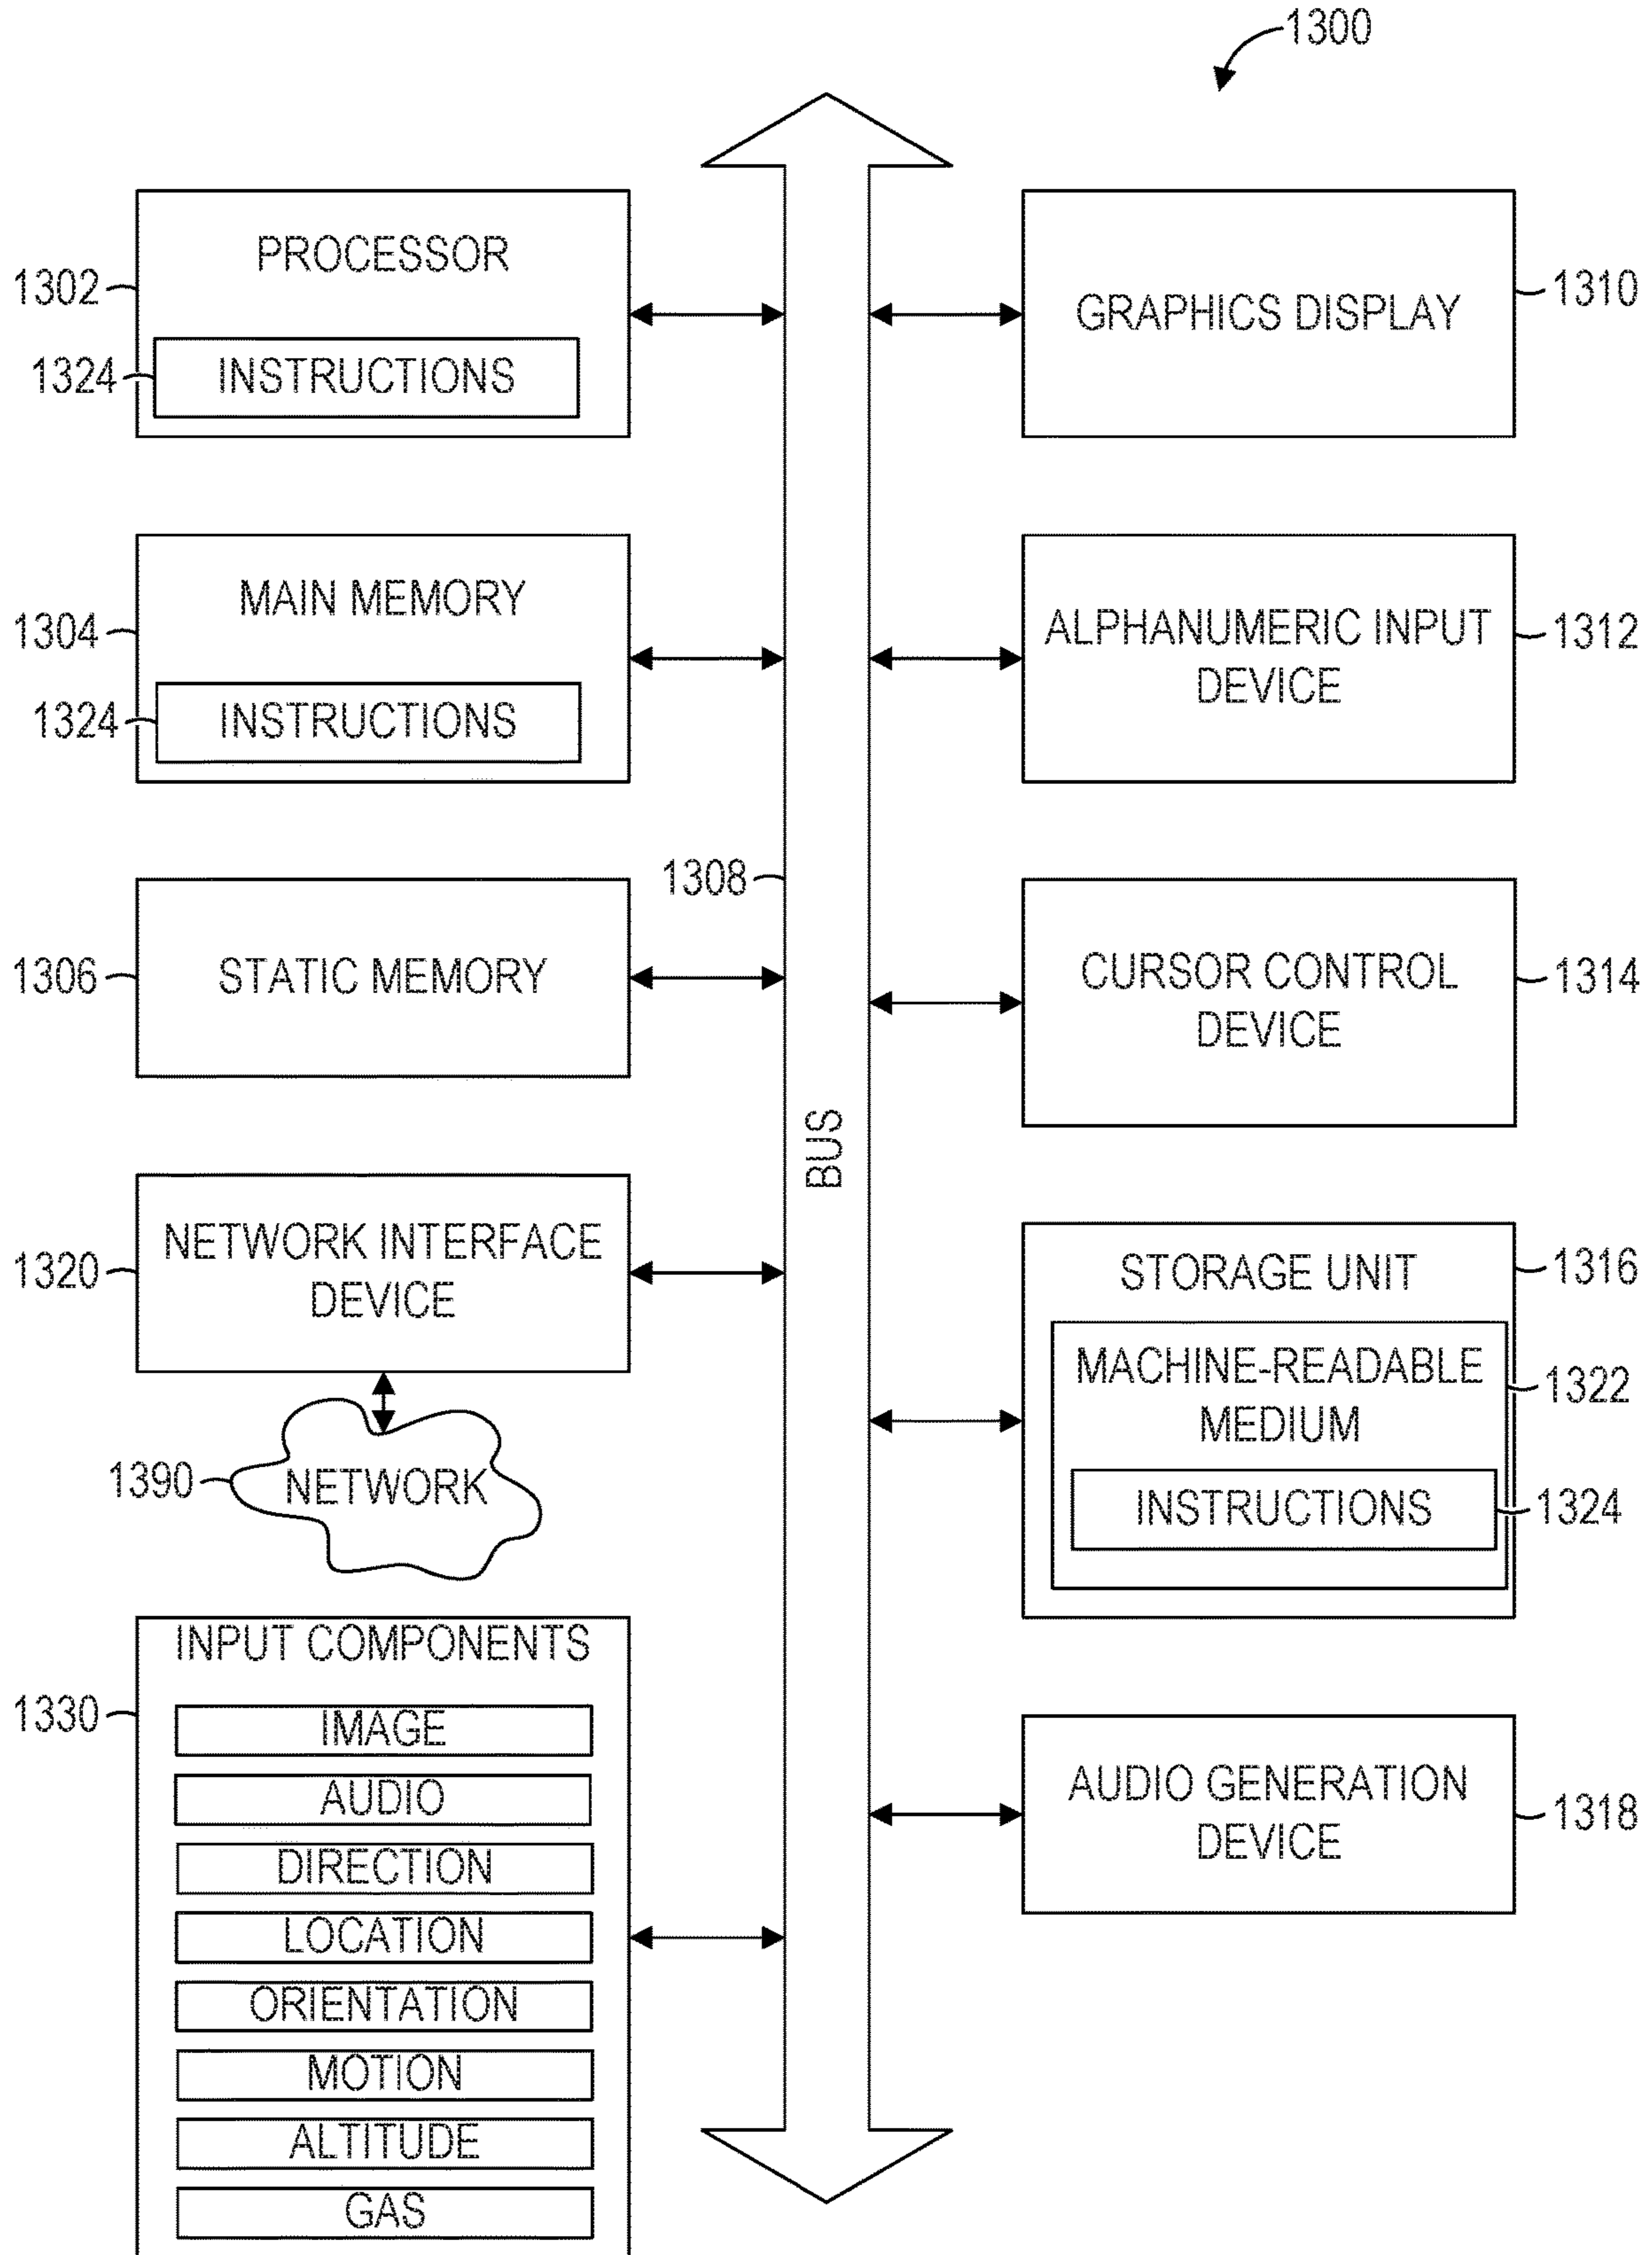 1300
PROCESSOR
1302
1324
INSTRUCTIONS
MAIN MEMORY
1304
1324
INSTRUCTIONS
1308
STATIC MEMORY
1306
NETWORK INTERFACE
DEVICE
1320
1390
NETWORK
INPUT COMPONENTS
1330
IMAGE
AUDIO
DIRECTION
LOCATION
ORIENTATION
MOTION
ALTITUDE
GAS
BUS
GRAPHICS DISPLAY
1310
ALPHANUMERIC INPUT
DEVICE
1312
CURSOR CONTROL
DEVICE
1314
STORAGE UNIT
1316
MACHINE-READABLE
MEDIUM
1322
INSTRUCTIONS
1324
AUDIO GENERATION
DEVICE
1318